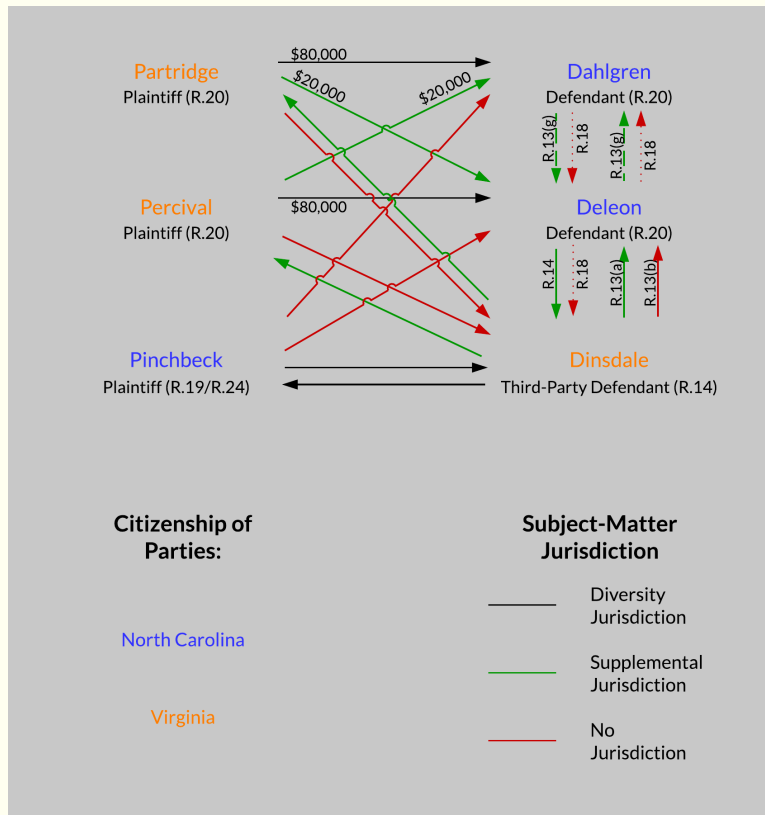 $80,000
Partridge
Plaintiff (R.20)
$20,000
$20,000
Dahlgren
Defendant (R.20)
R.13(g)
R.18
R.13(g)
R.18
Percival
Plaintiff (R.20)
$80,000
Deleon
Defendant (R.20)
R.14
R.18
R.13(a)
R.13(b)
Pinchbeck
Plaintiff (R.19/R.24)
Dinsdale
Third-Party Defendant (R.14)
Citizenship of
Parties:
North Carolina
Virginia
Subject-Matter
Jurisdiction
Diversity
Jurisdiction
Supplemental
Jurisdiction
No
Jurisdiction